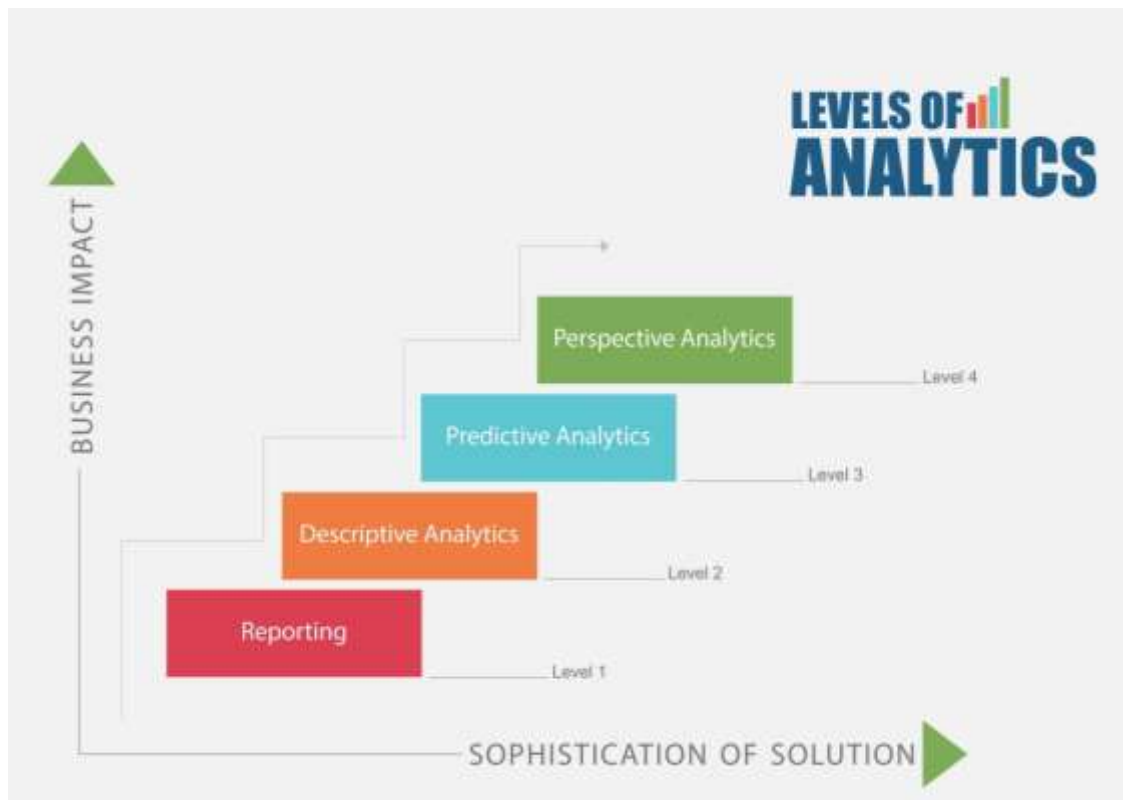 LEVELS OF
ANALYTICS
BUSINESS IMPACT
Perspective Analytics
Level 4
Predictive Analytics
Level 3
Descriptive Analytics
Level 2
Reporting
Level 1
SOPHISTICATION OF SOLUTION